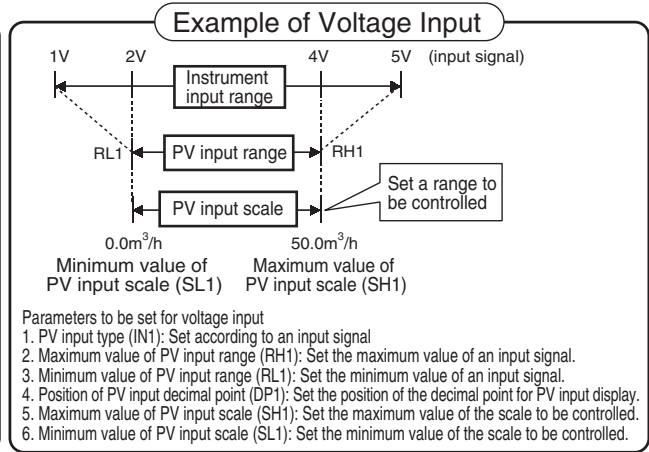 Example of Voltage Input
1V 2V 4V 5V (input signal)
Instrument
input range
RL1 PV input range RH1
PV input scale
Set a range to
be controlled
0.0m³/h 50.0m³/h
Minimum value of Maximum value of
PV input scale (SL1) PV input scale (SH1)
Parameters to be set for voltage input
1. PV input type (IN1): Set according to an input signal
2. Maximum value of PV input range (RH1): Set the maximum value of an input signal.
3. Minimum value of PV input range (RL1): Set the minimum value of an input signal.
4. Position of PV input decimal point (DP1): Set the position of the decimal point for PV input display.
5. Maximum value of PV input scale (SH1): Set the maximum value of the scale to be controlled.
6. Minimum value of PV input scale (SL1): Set the minimum value of the scale to be controlled.